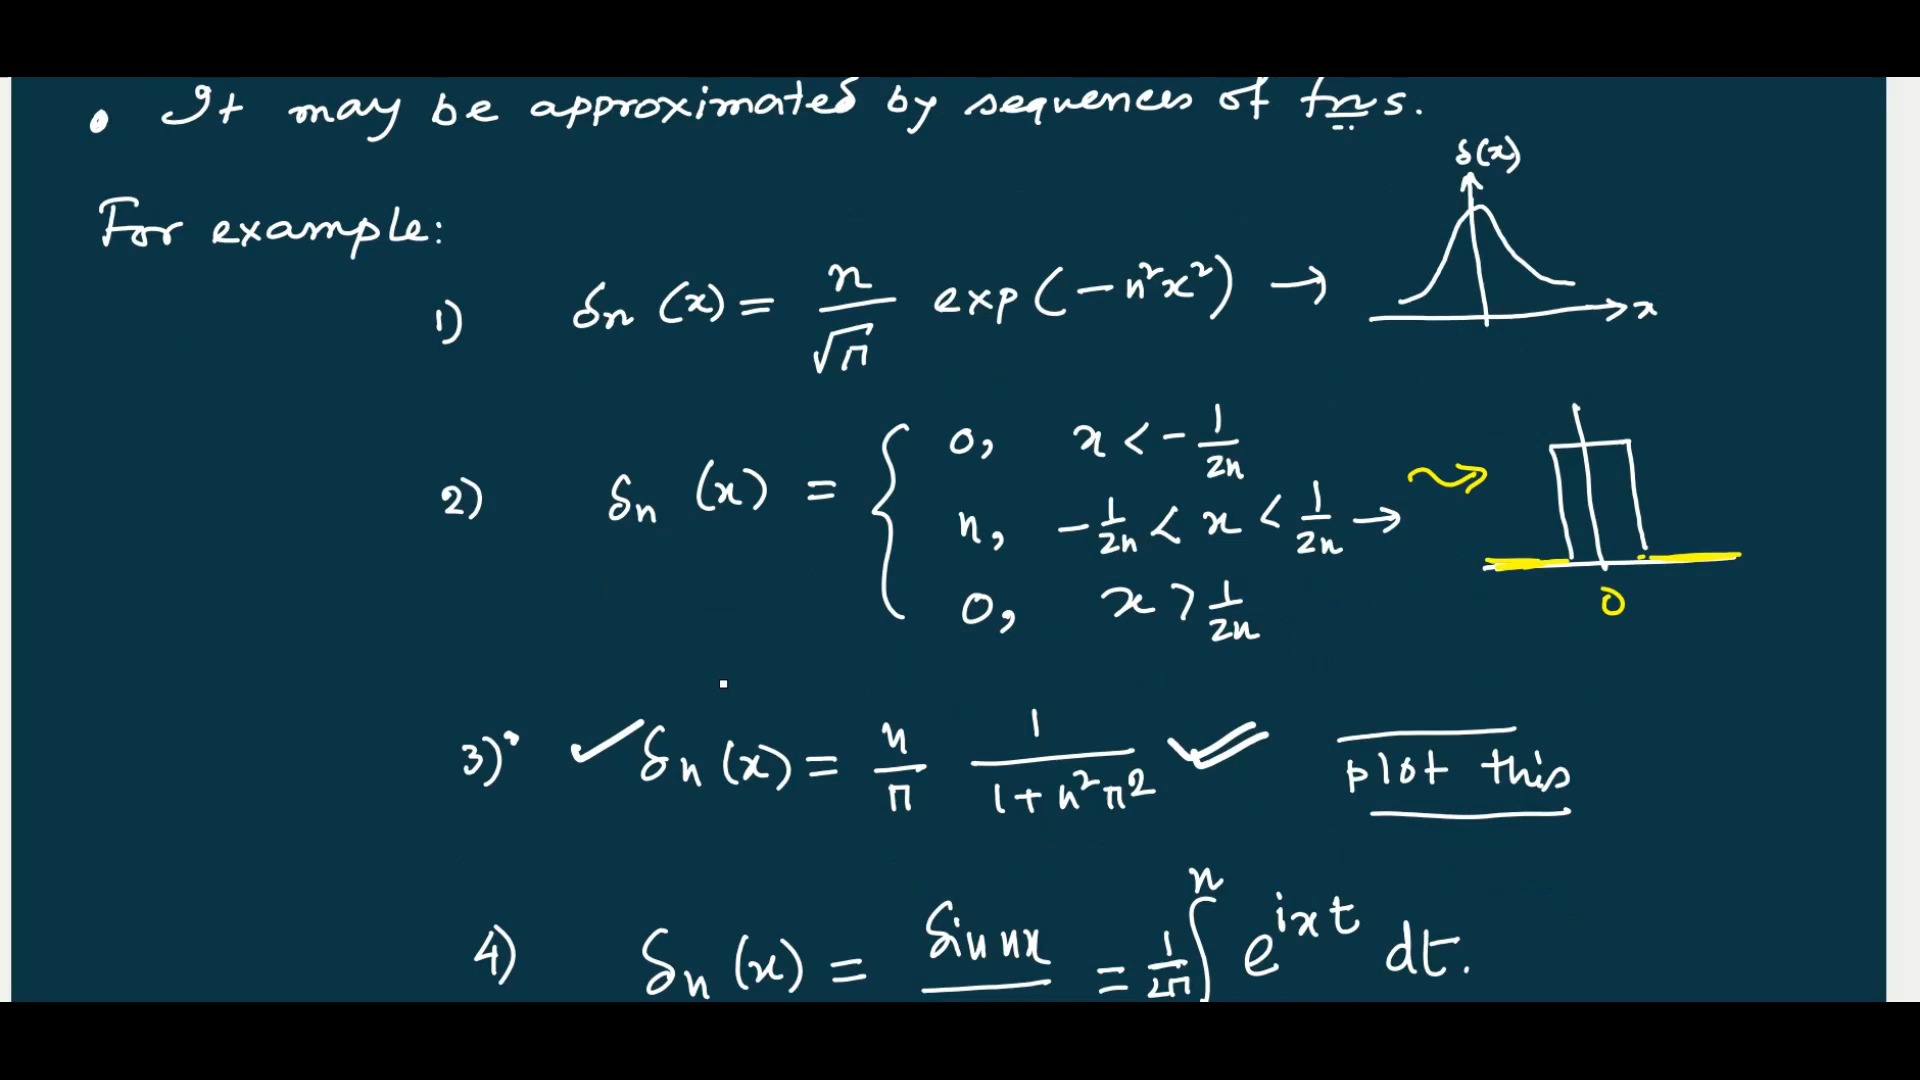 • It may be approximated by sequences of fns.
δ(x)
For example:
1) δn (x) = n/√π exp(-n²x²) →
x
2) δn (x) = { 0, x < -1/2n
n, -1/2n < x < 1/2n →
0, x > 1/2n
0
3) δn (x) = n/π 1/(1+n²π²) plot this
4) δn (x) = sin nx = 1/2π ∫ n e^ixt dt.